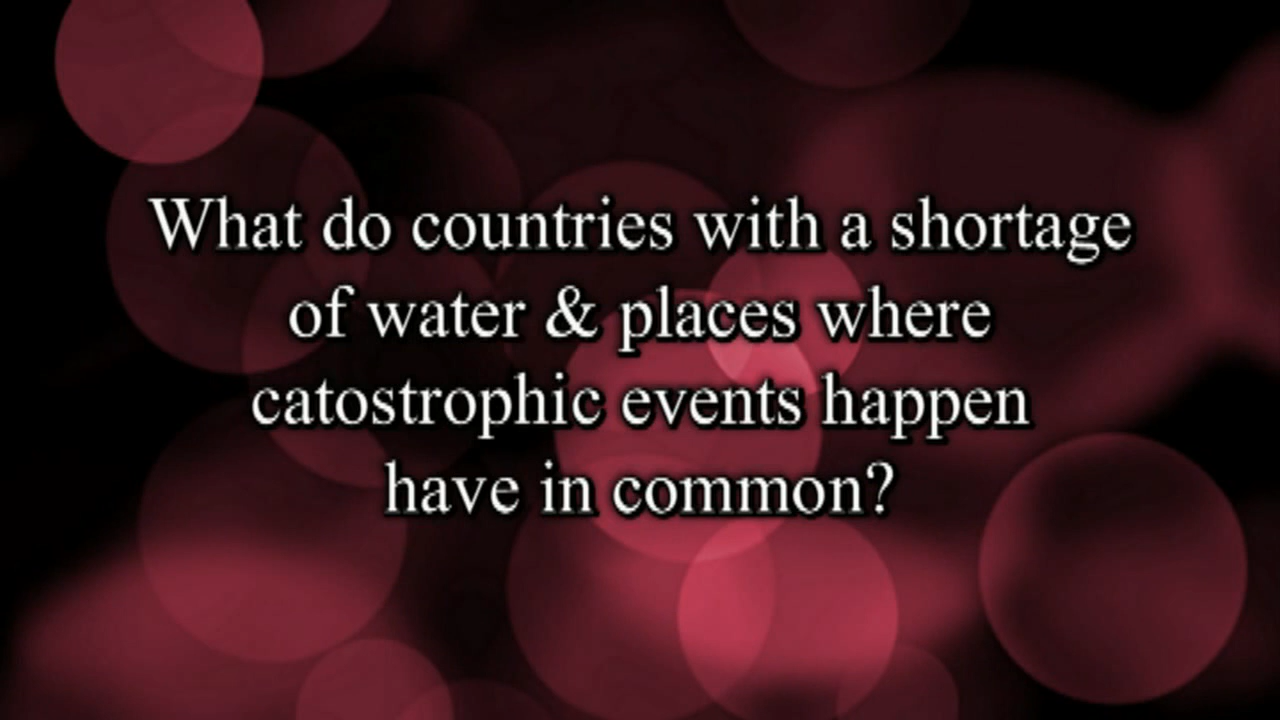 What do countries with a shortage
of water & places where
catostrophic events happen
have in common?